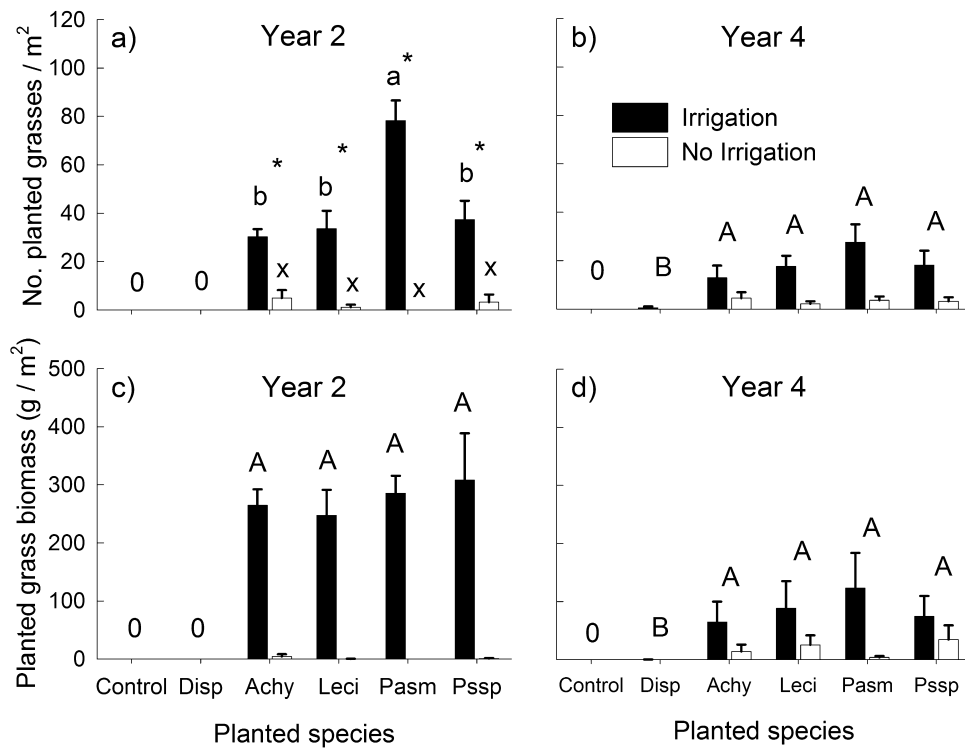 a) Year 2
No. planted grasses / m²
120
100
80
60
40
20
0
0 0 b * x b * x a * x b * x
b) Year 4
Irrigation
No Irrigation
0 B A A A A
c) Year 2
Planted grass biomass (g / m²)
500
400
300
200
100
0
0 0 A A A A
Control Disp Achy Leci Pasm Pssp
Planted species
d) Year 4
0 B A A A A
Control Disp Achy Leci Pasm Pssp
Planted species